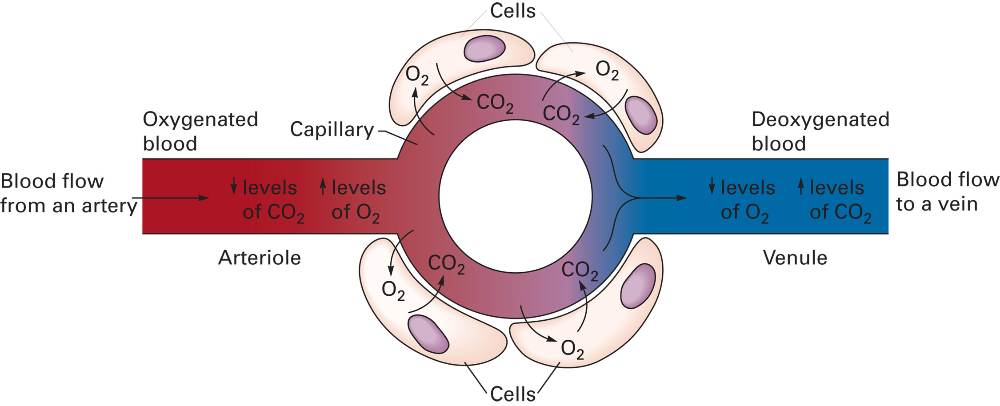 Cells
O2
O2
CO2
CO2
Oxygenated
blood
Capillary
Deoxygenated
blood
Blood flow
from an artery
↓ levels
of CO2
↑ levels
of O2
↓ levels
of O2
↑ levels
of CO2
Blood flow
to a vein
Arteriole
Venule
CO2
CO2
O2
O2
Cells